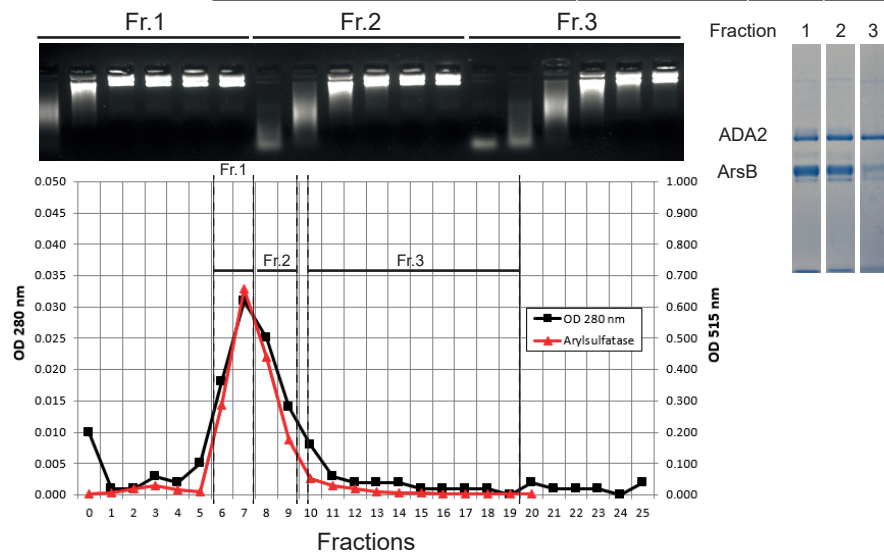 Fr.1 Fr.2 Fr.3
Fraction 1 2 3
ADA2
ArsB
Fr.1
0.050 1.000
0.045 0.900
0.040 0.800
Fr.2 Fr.3
0.035 0.700
0.030 0.600
0.025 0.500
0.020 0.400
0.015 0.300
0.010 0.200
0.005 0.100
0.000 0.000
OD 280 nm
OD 515 nm
OD 280 nm
Arylsulfatase
0 1 2 3 4 5 6 7 8 9 10 11 12 13 14 15 16 17 18 19 20 21 22 23 24 25
Fractions